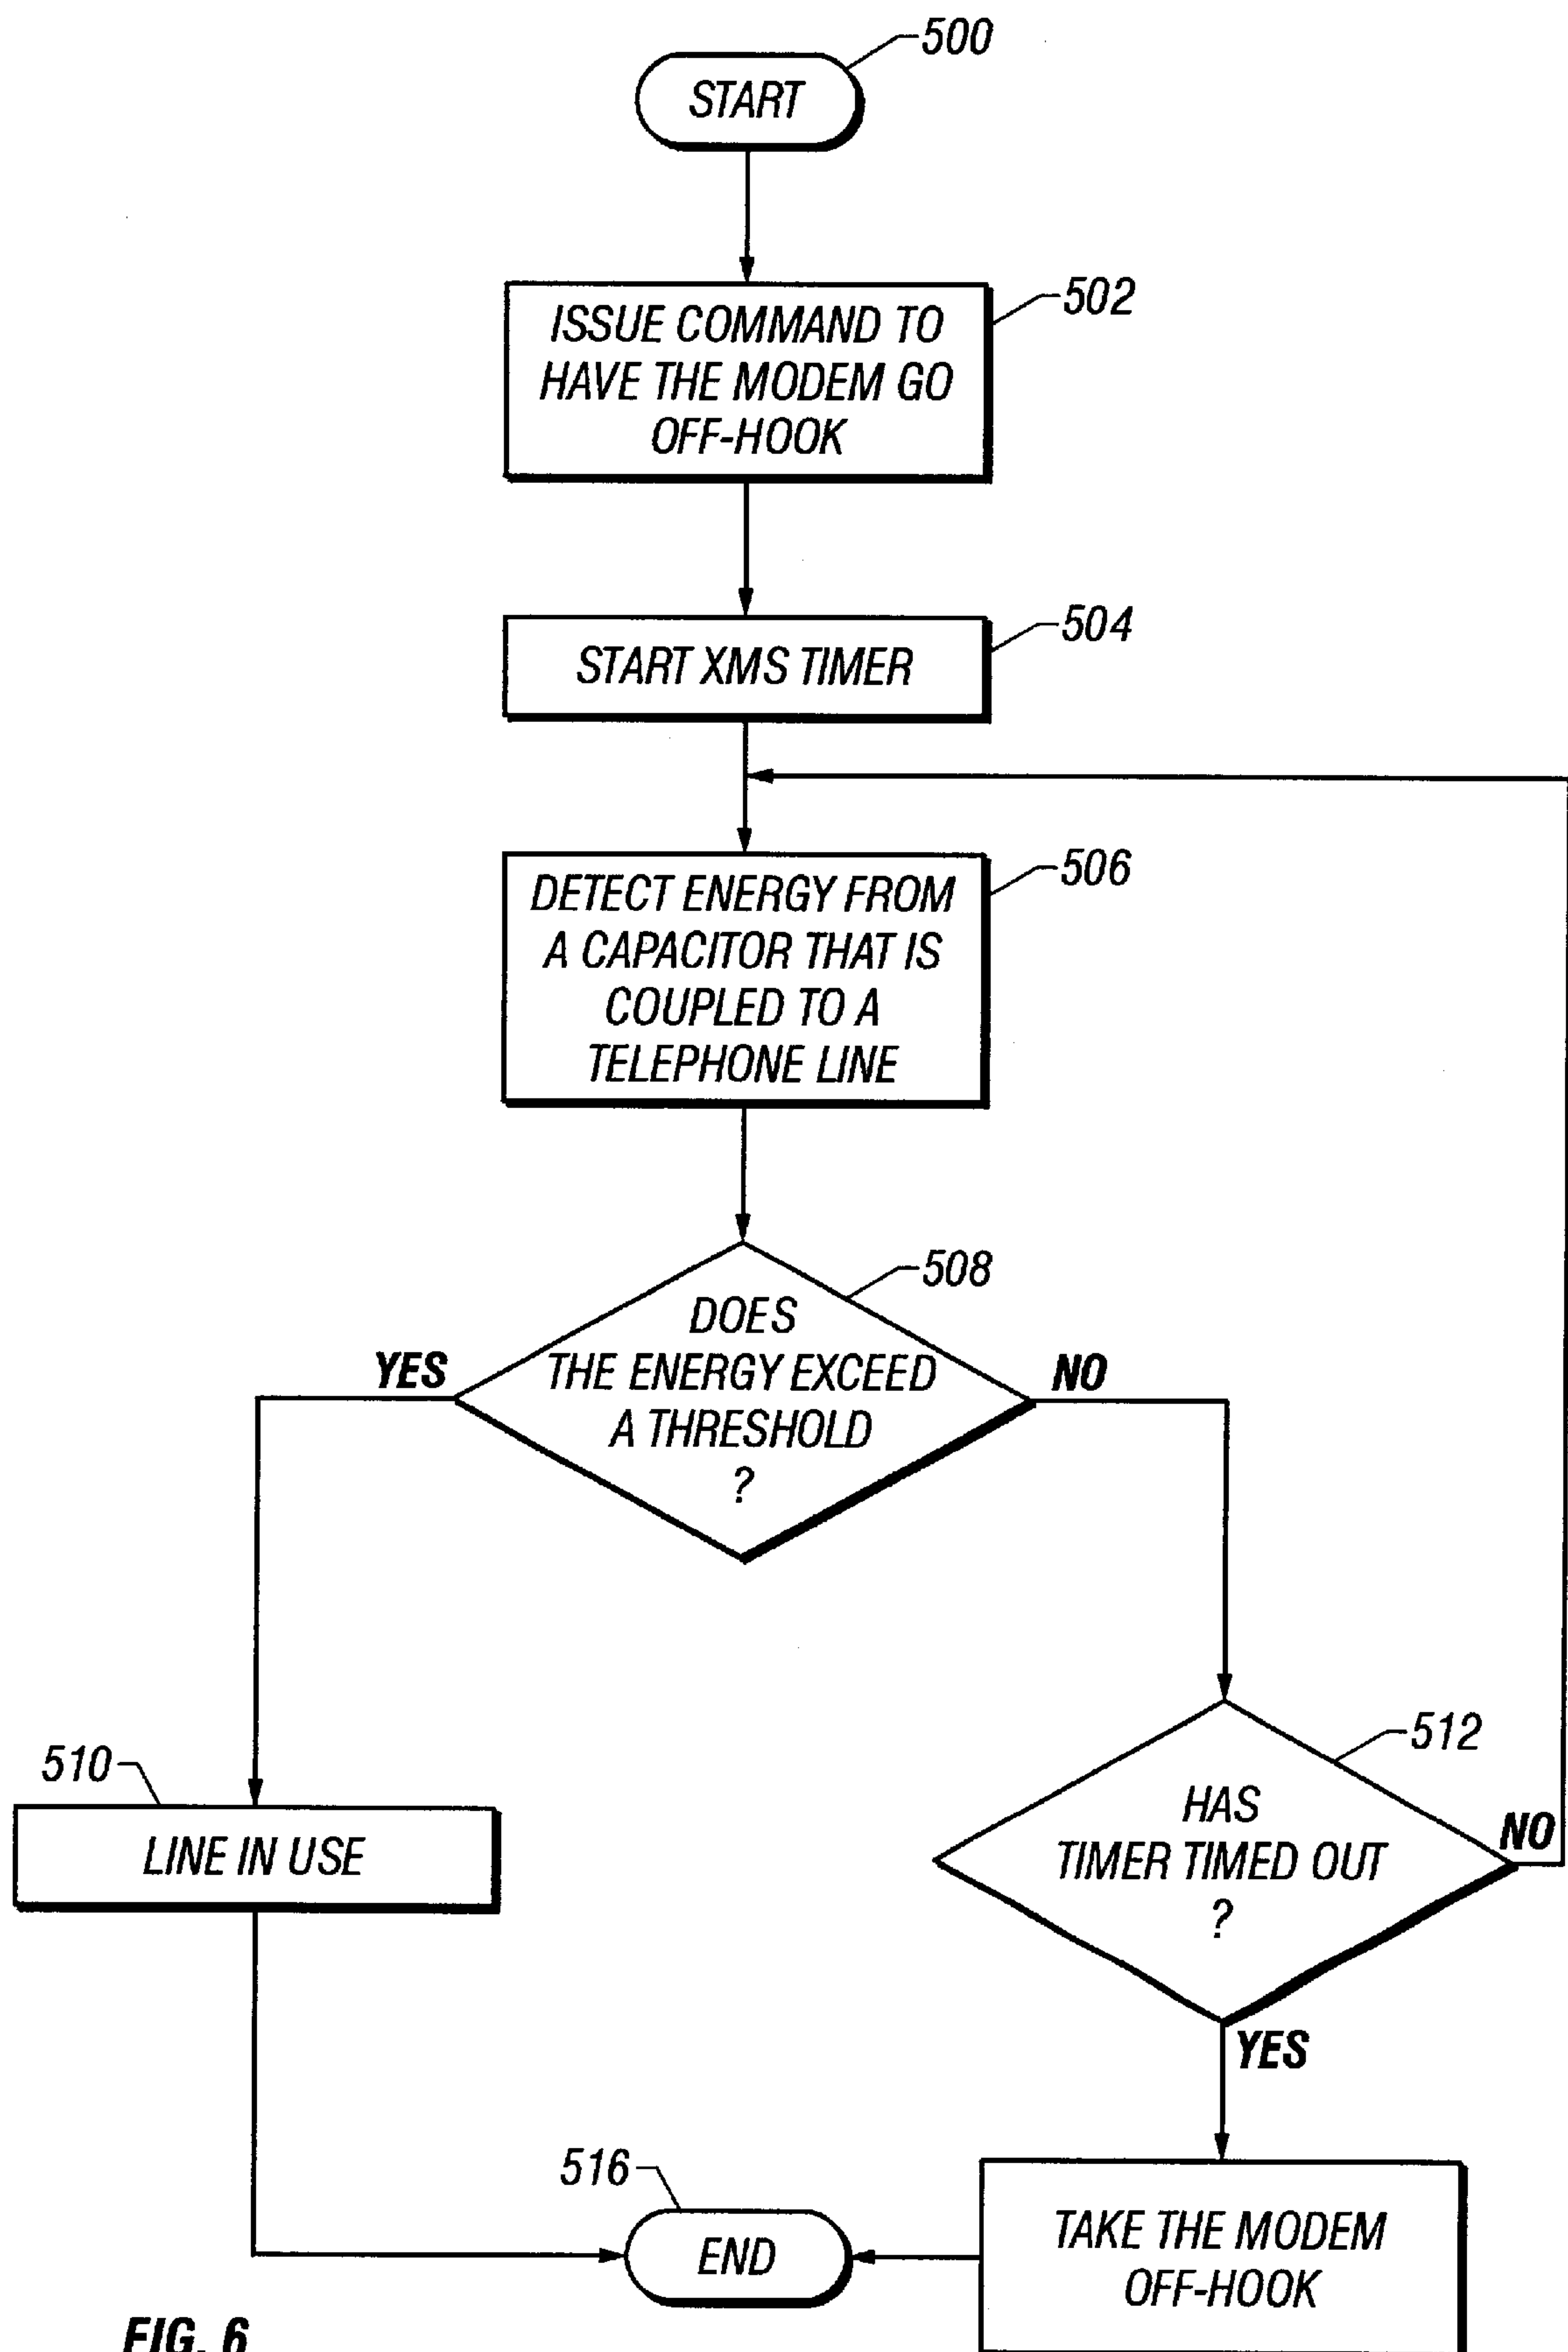 500
START
502
ISSUE COMMAND TO
HAVE THE MODEM GO
OFF-HOOK
504
START XMS TIMER
506
DETECT ENERGY FROM
A CAPACITOR THAT IS
COUPLED TO A
TELEPHONE LINE
508
DOES
THE ENERGY EXCEED
A THRESHOLD
?
YES
NO
510
LINE IN USE
512
HAS
TIMER TIMED OUT
?
NO
YES
516
END
TAKE THE MODEM
OFF-HOOK
FIG. 6